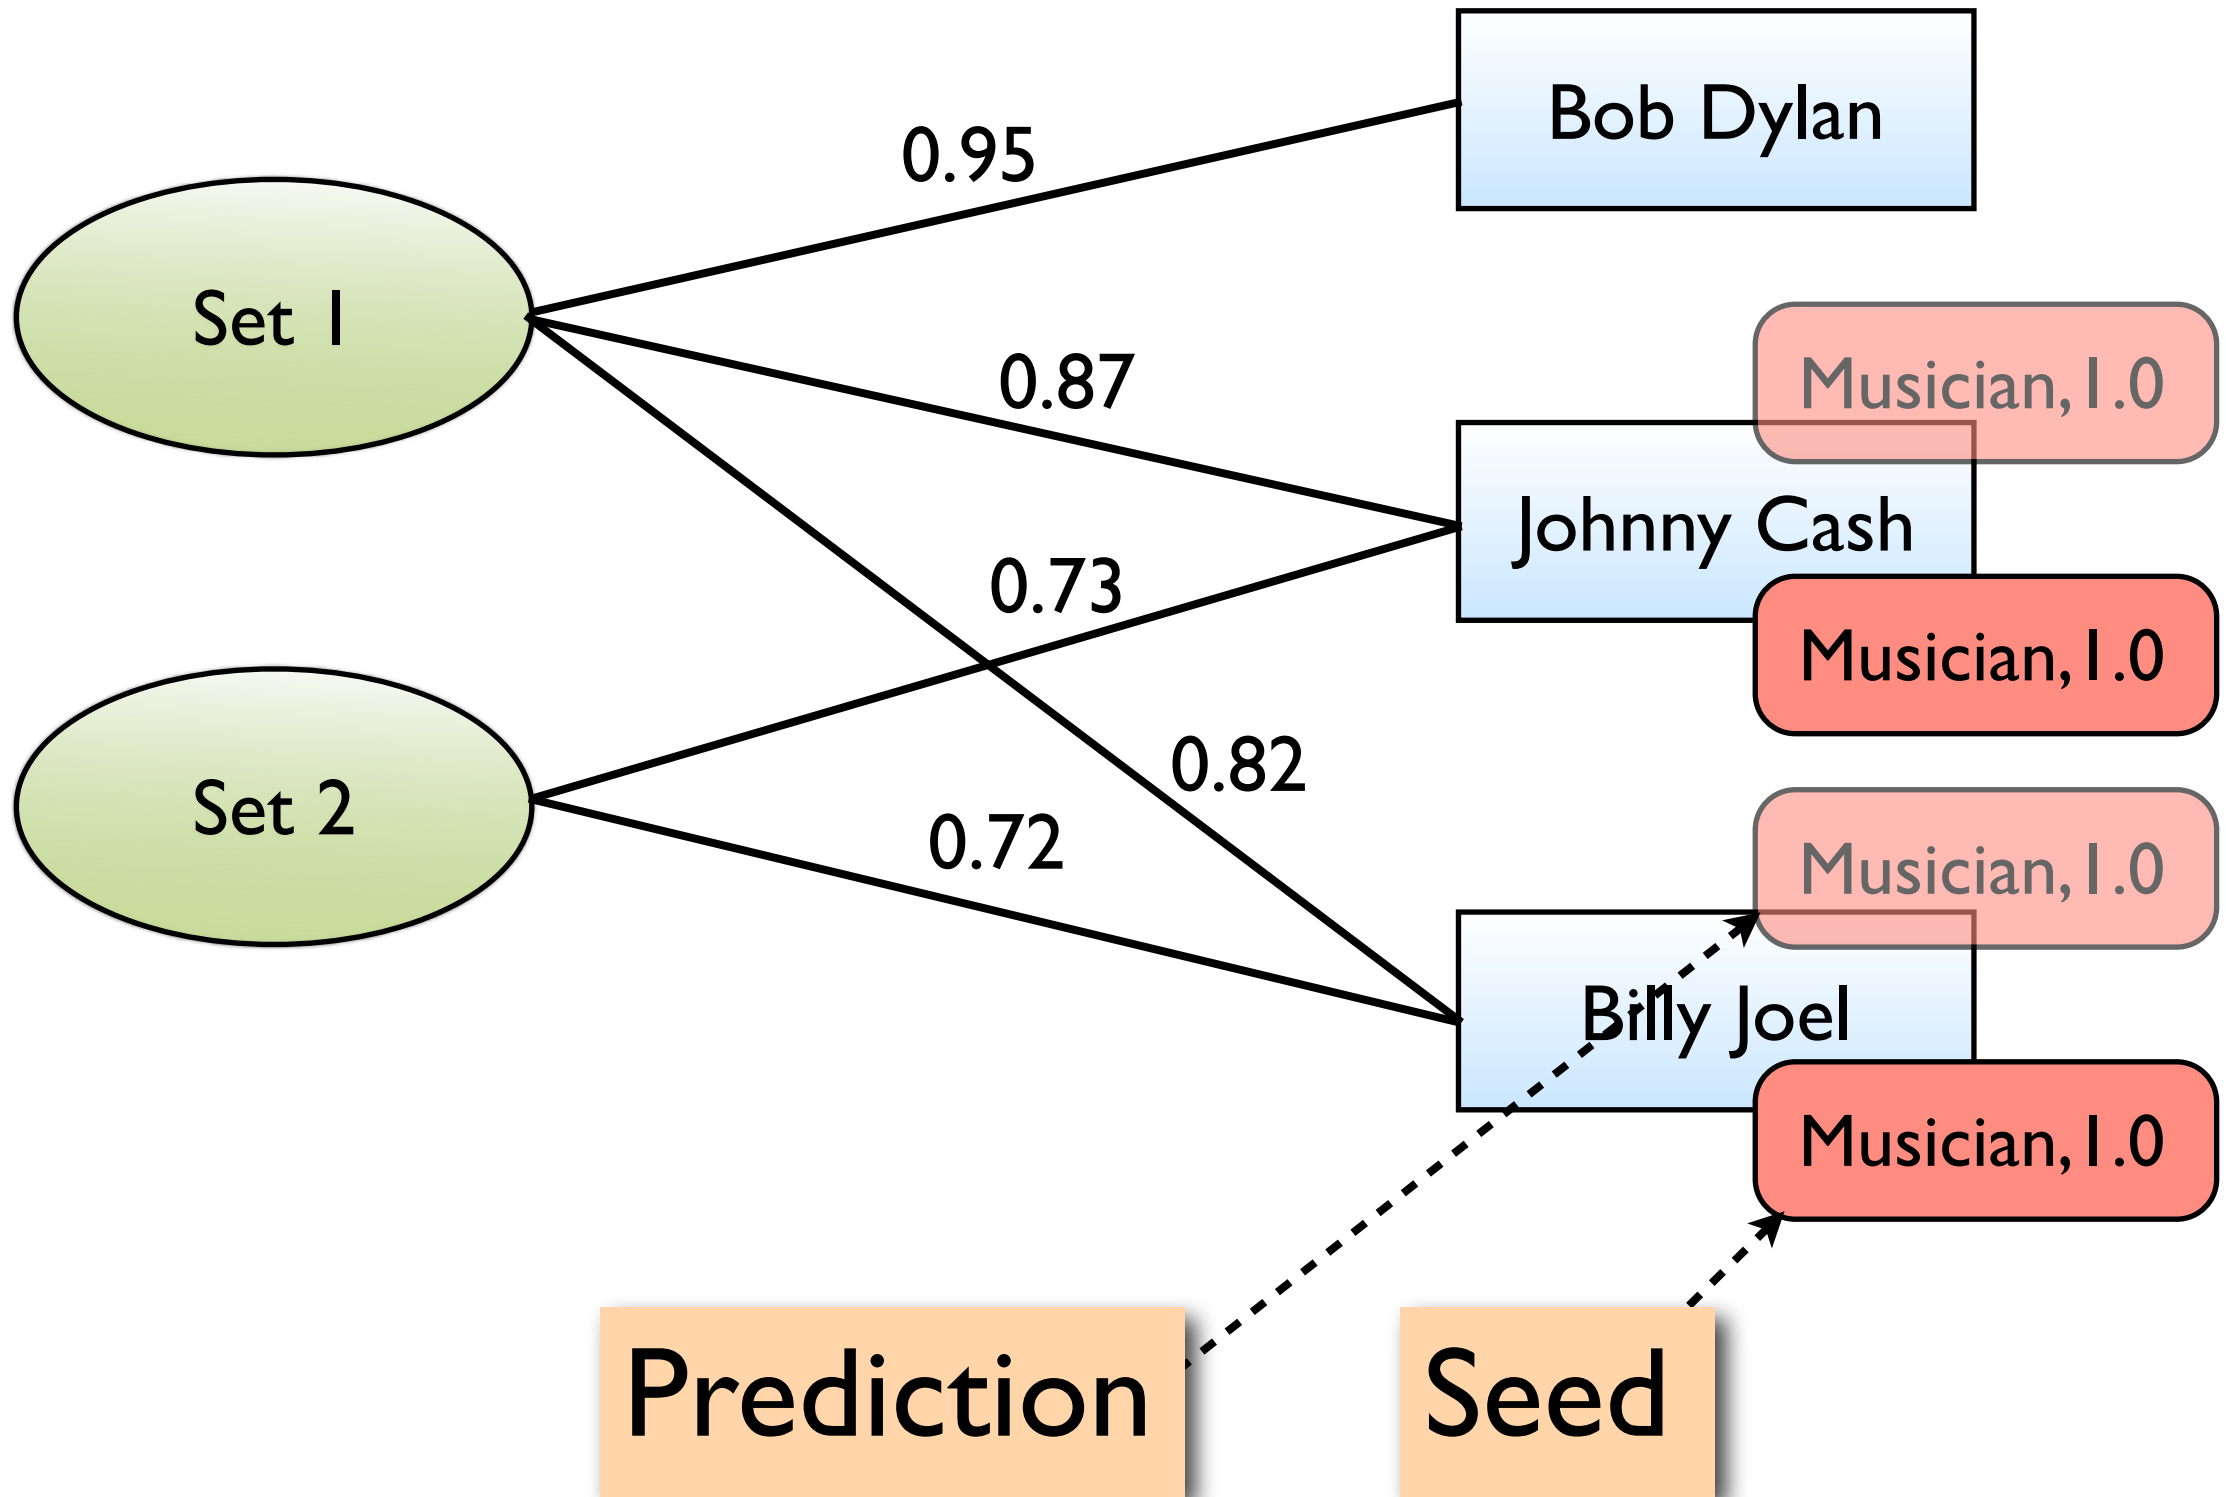 Bob Dylan
0.95
Set 1
Musician,1.0
0.87
Johnny Cash
0.73
Musician,1.0
0.82
Set 2
0.72
Musician,1.0
Billy Joel
Musician,1.0
Prediction
Seed